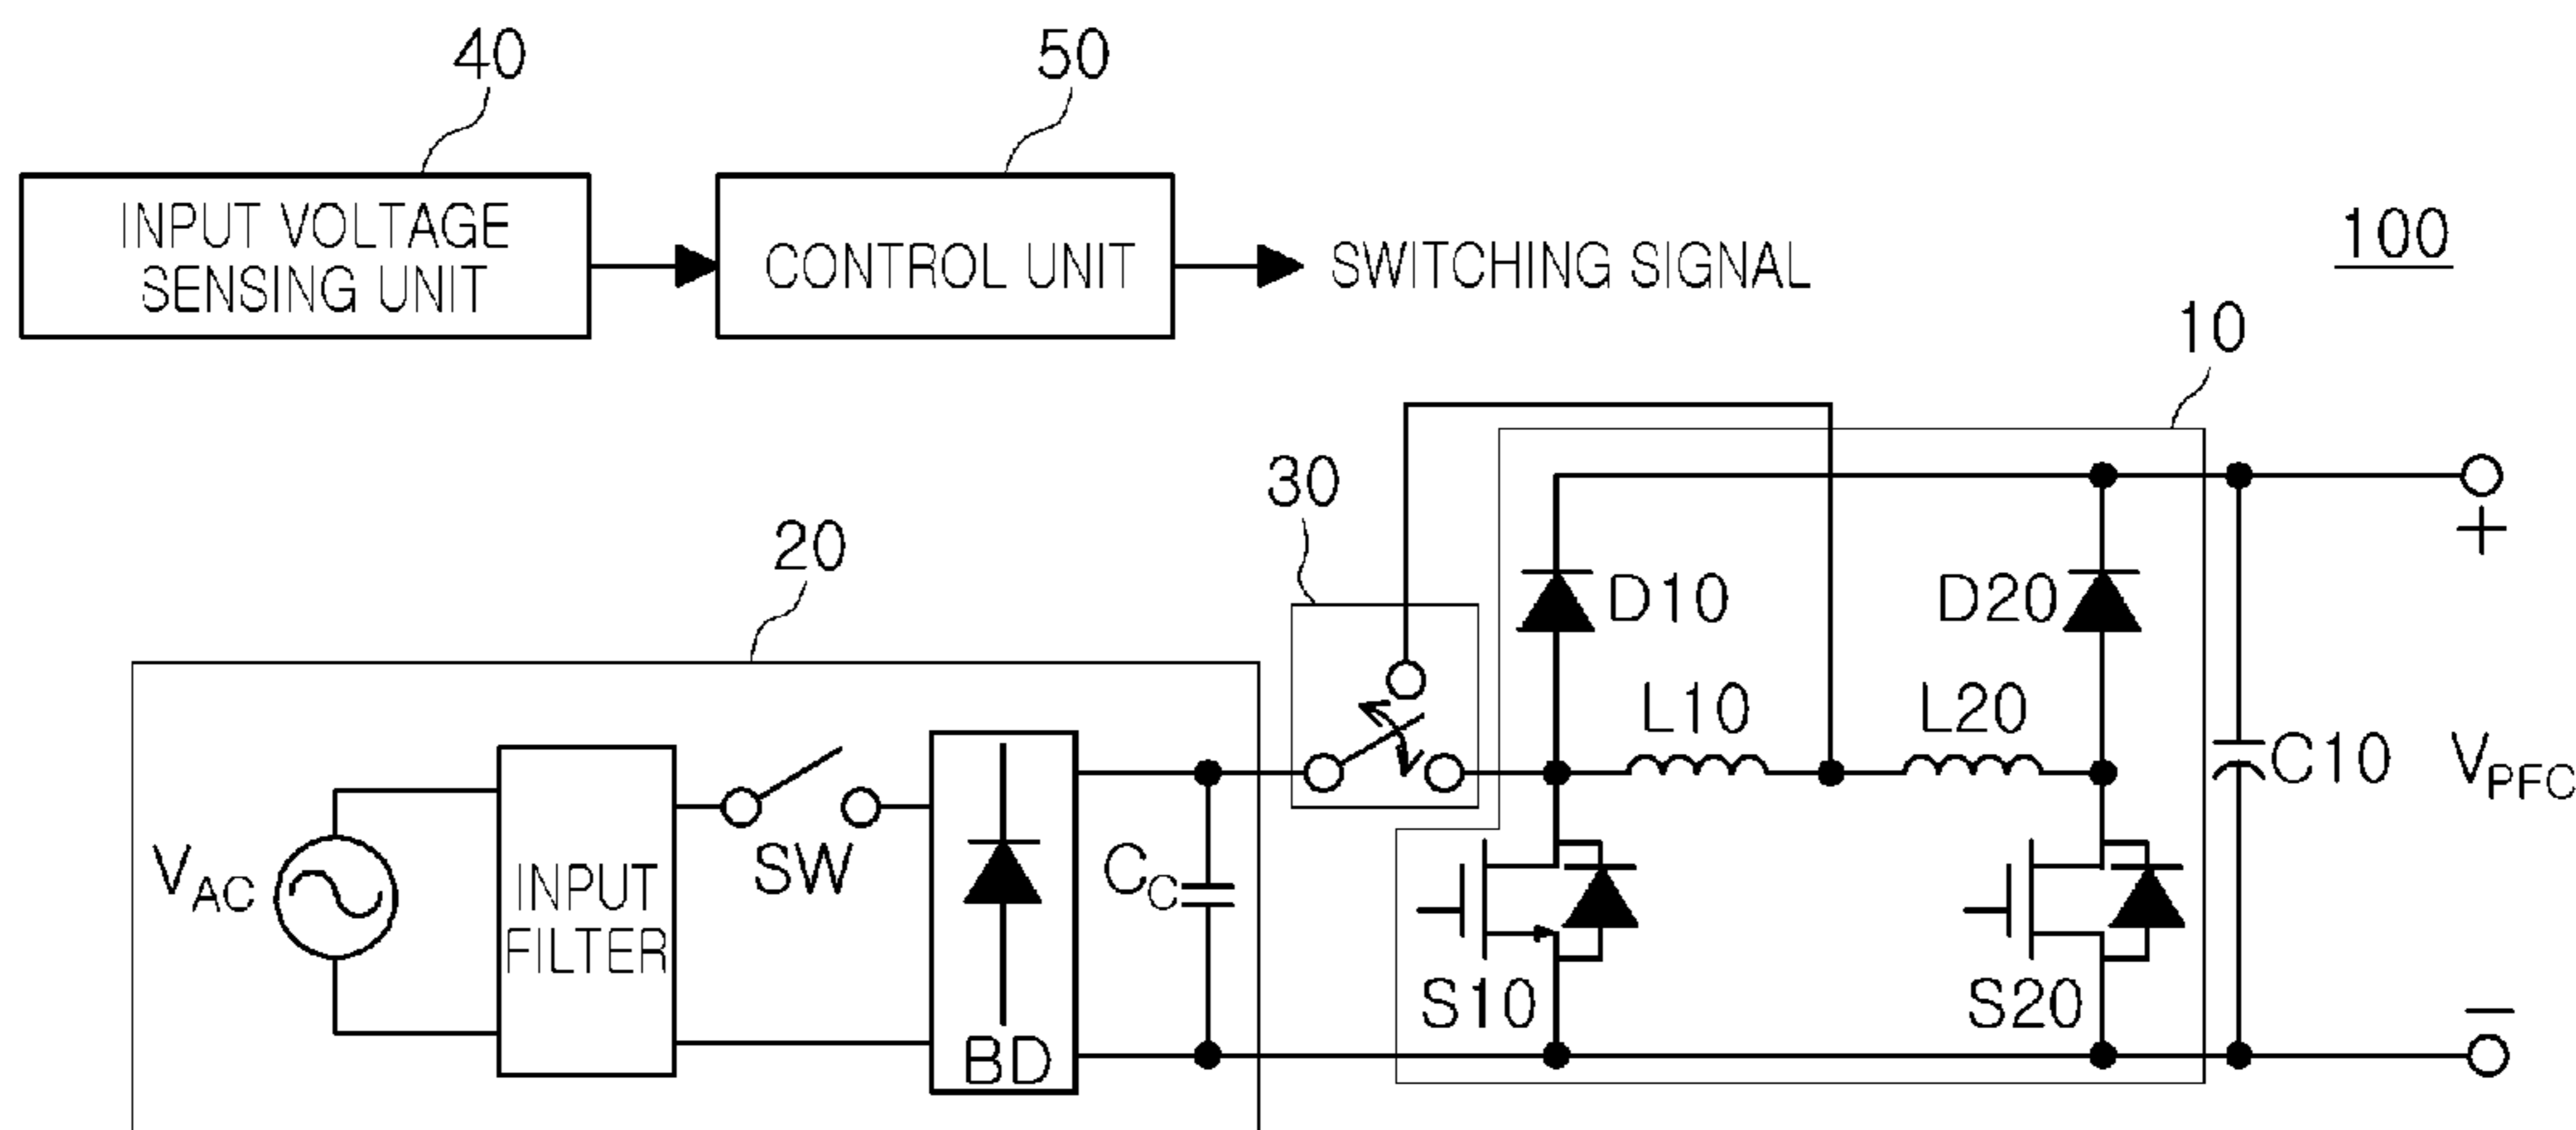 40
50
INPUT VOLTAGE
SENSING UNIT
CONTROL UNIT
SWITCHING SIGNAL
100
10
30
20
+
D10
D20
L10
L20
C10
VPFC
VAC
INPUT
FILTER
SW
CC
BD
S10
S20
−